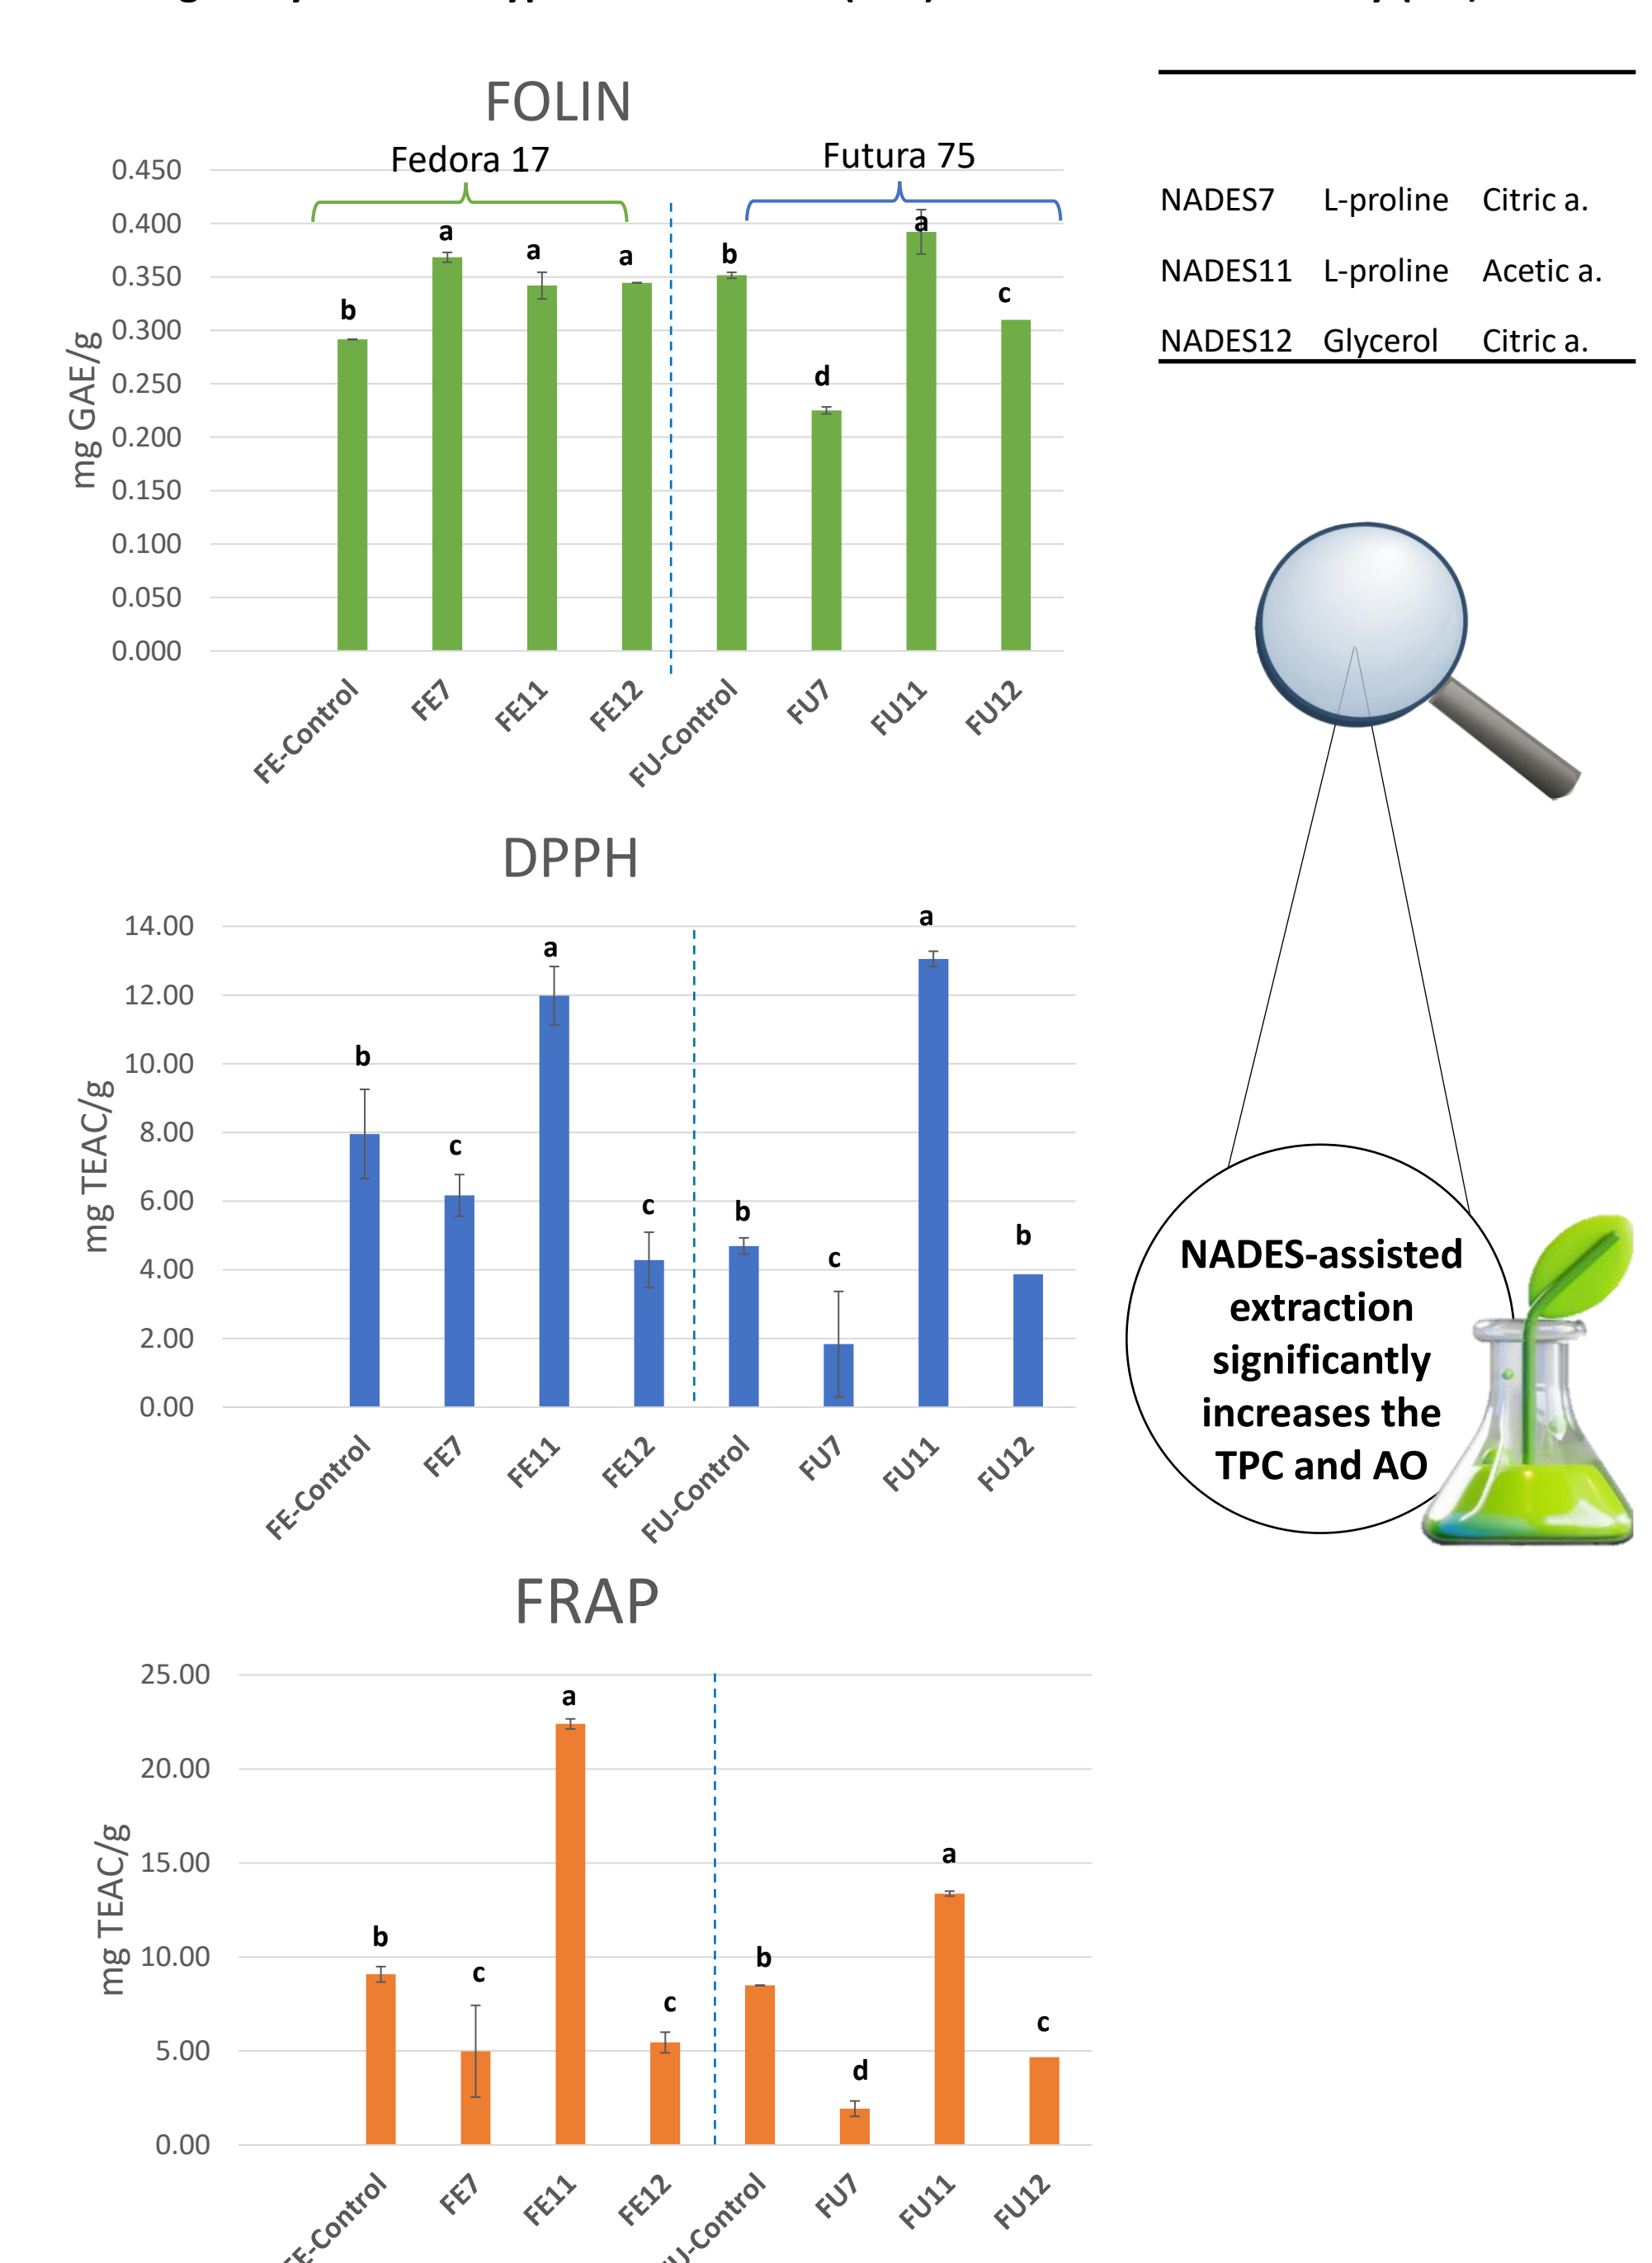 FOLIN
Fedora 17
Futura 75
0.450
0.400
0.350
0.300
0.250
0.200
0.150
0.100
0.050
0.000
mg GAE/g
b
a
a
a
b
d
a
c
FE-Control
FE7
FE11
FE12
FU-Control
FU7
FU11
FU12
NADES7 L-proline Citric a.
NADES11 L-proline Acetic a.
NADES12 Glycerol Citric a.
DPPH
14.00
12.00
10.00
8.00
6.00
4.00
2.00
0.00
mg TEAC/g
b
c
a
c
b
c
a
b
FE-Control
FE7
FE11
FE12
FU-Control
FU7
FU11
FU12
NADES-assisted
extraction
significantly
increases the
TPC and AO
FRAP
25.00
20.00
15.00
10.00
5.00
0.00
mg TEAC/g
b
c
a
c
b
d
a
c
FE-Control
FE7
FE11
FE12
FU-Control
FU7
FU11
FU12